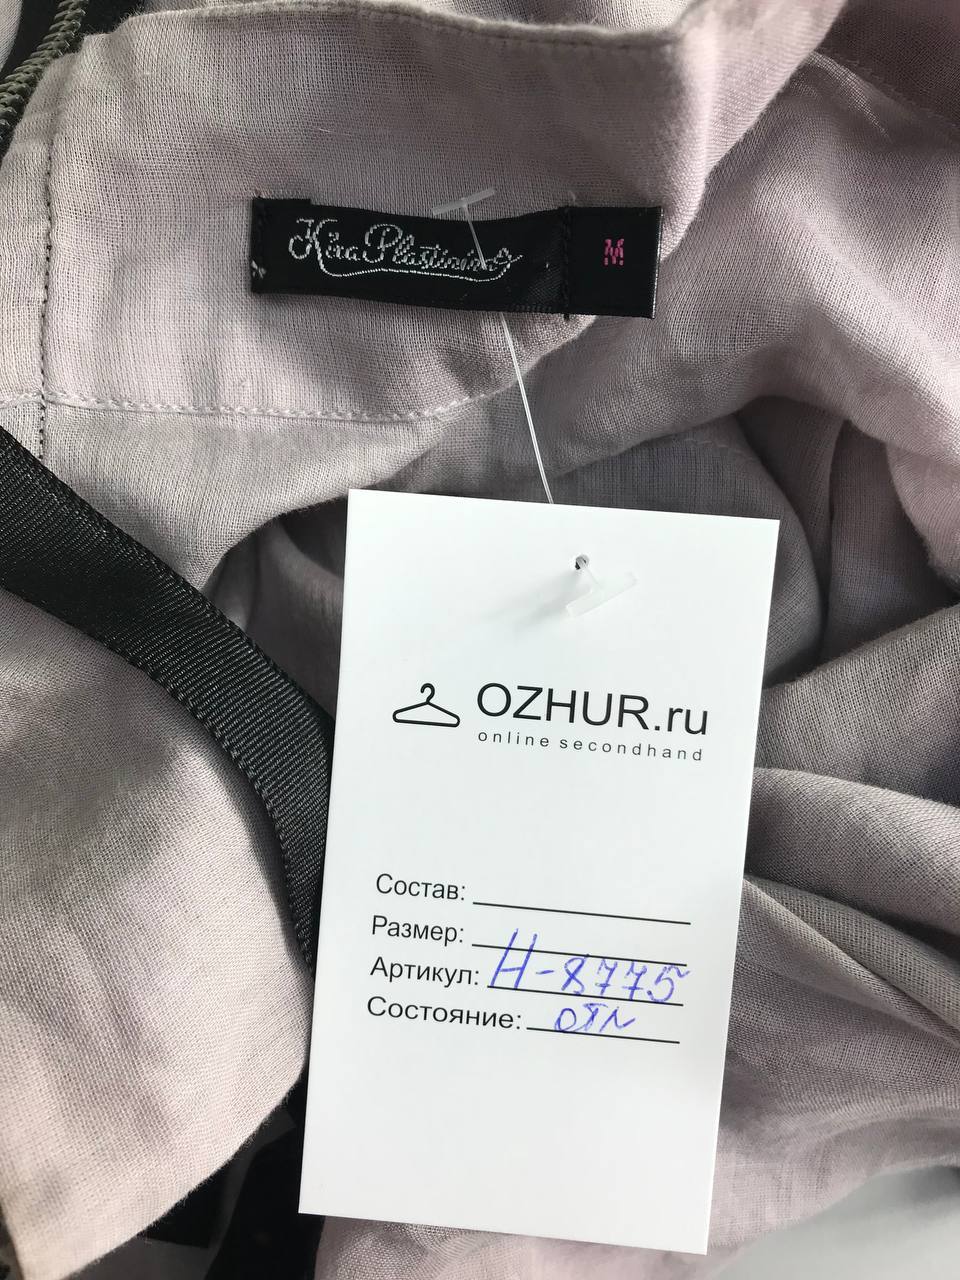 Kira Plastinina
M
OZHUR.ru
online secondhand
Состав:
Размер:
Артикул: Н-8775
Состояние: отл